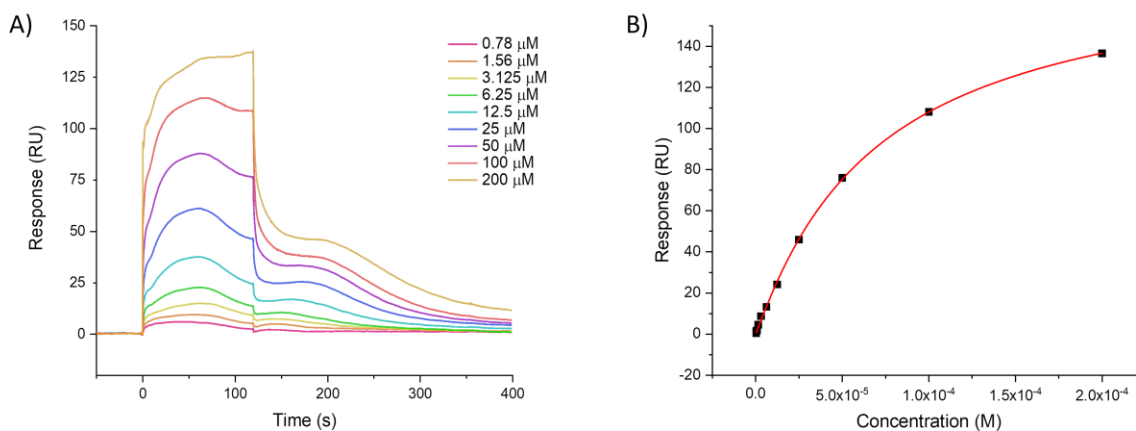 A)
Response (RU)
150
125
100
75
50
25
0
0
100
200
300
400
Time (s)
0.78 μM
1.56 μM
3.125 μM
6.25 μM
12.5 μM
25 μM
50 μM
100 μM
200 μM
B)
Response (RU)
140
120
100
80
60
40
20
0
-20
0.0
5.0x10⁻⁵
1.0x10⁻⁴
1.5x10⁻⁴
2.0x10⁻⁴
Concentration (M)